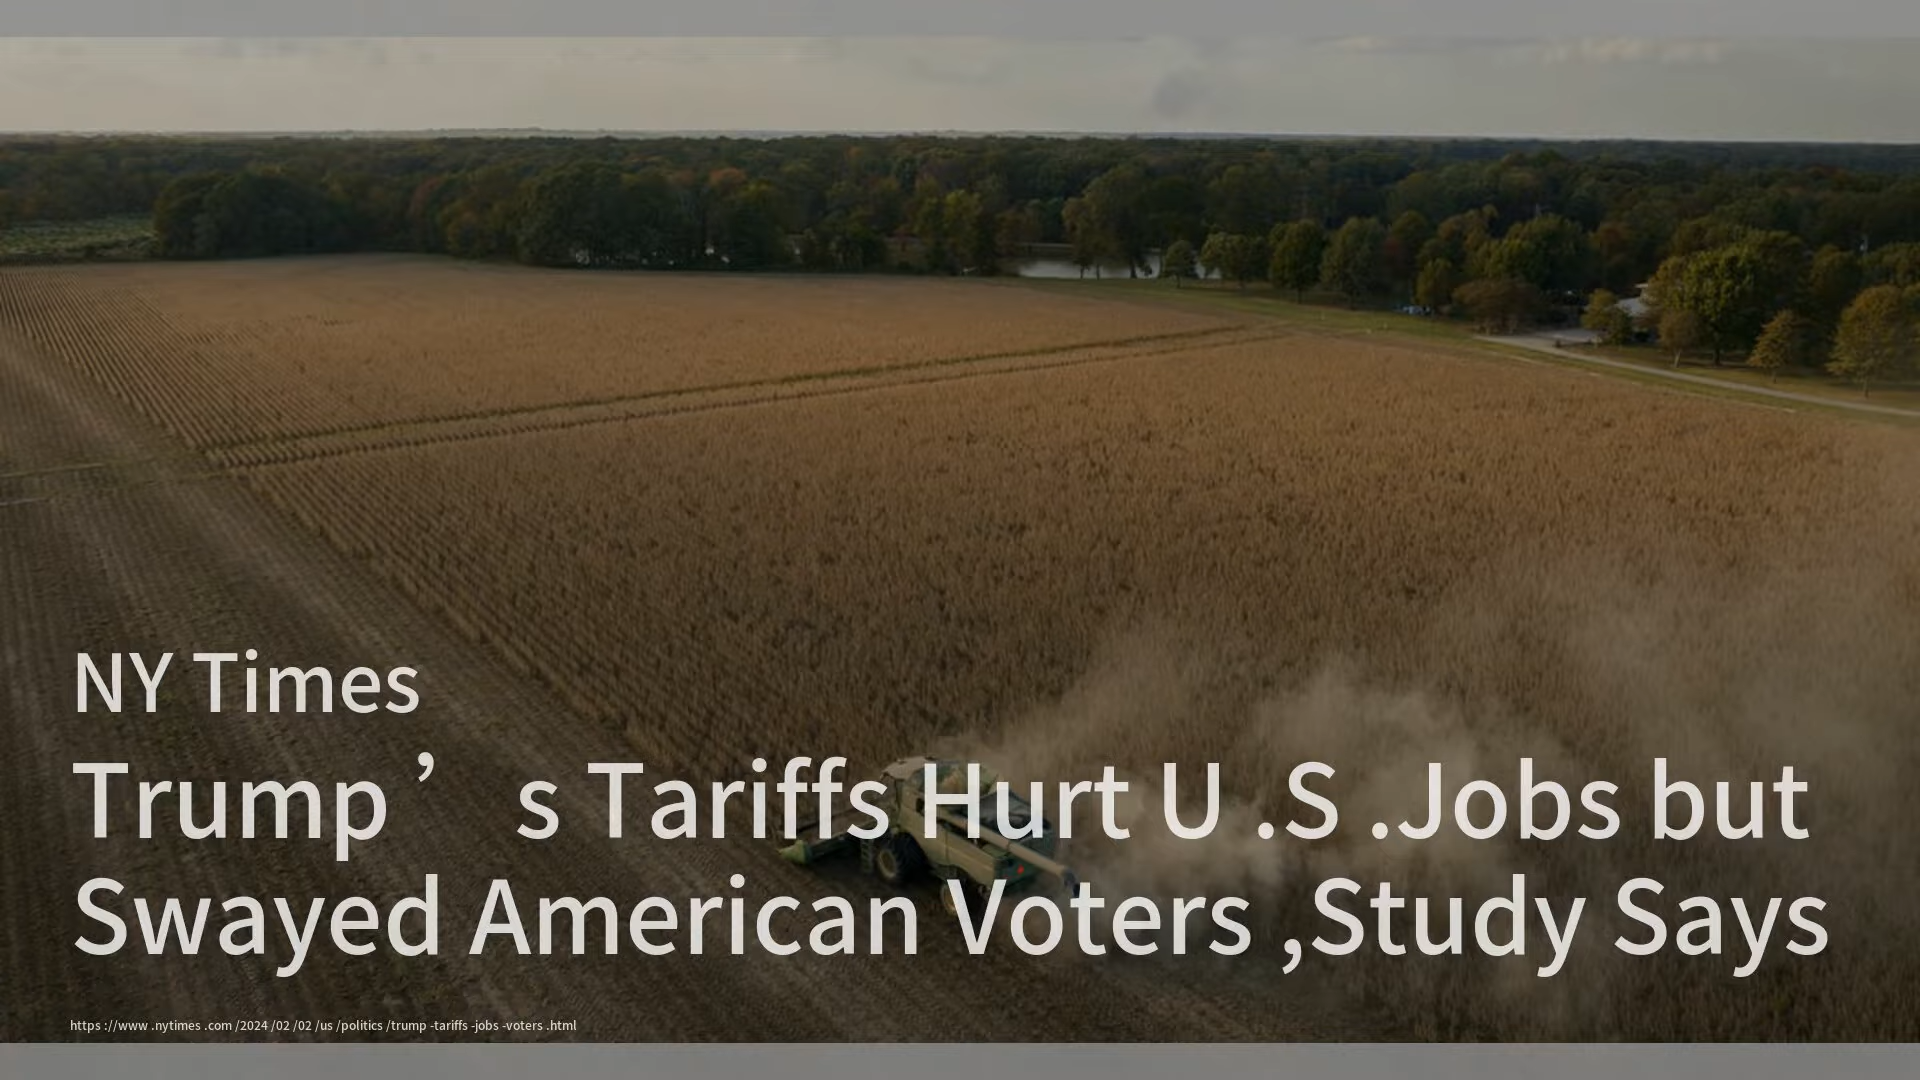 NY Times
Trump’s Tariffs Hurt U .S .Jobs but
Swayed American Voters ,Study Says
https ://www .nytimes .com /2024 /02 /02 /us /politics /trump -tariffs -jobs -voters .html